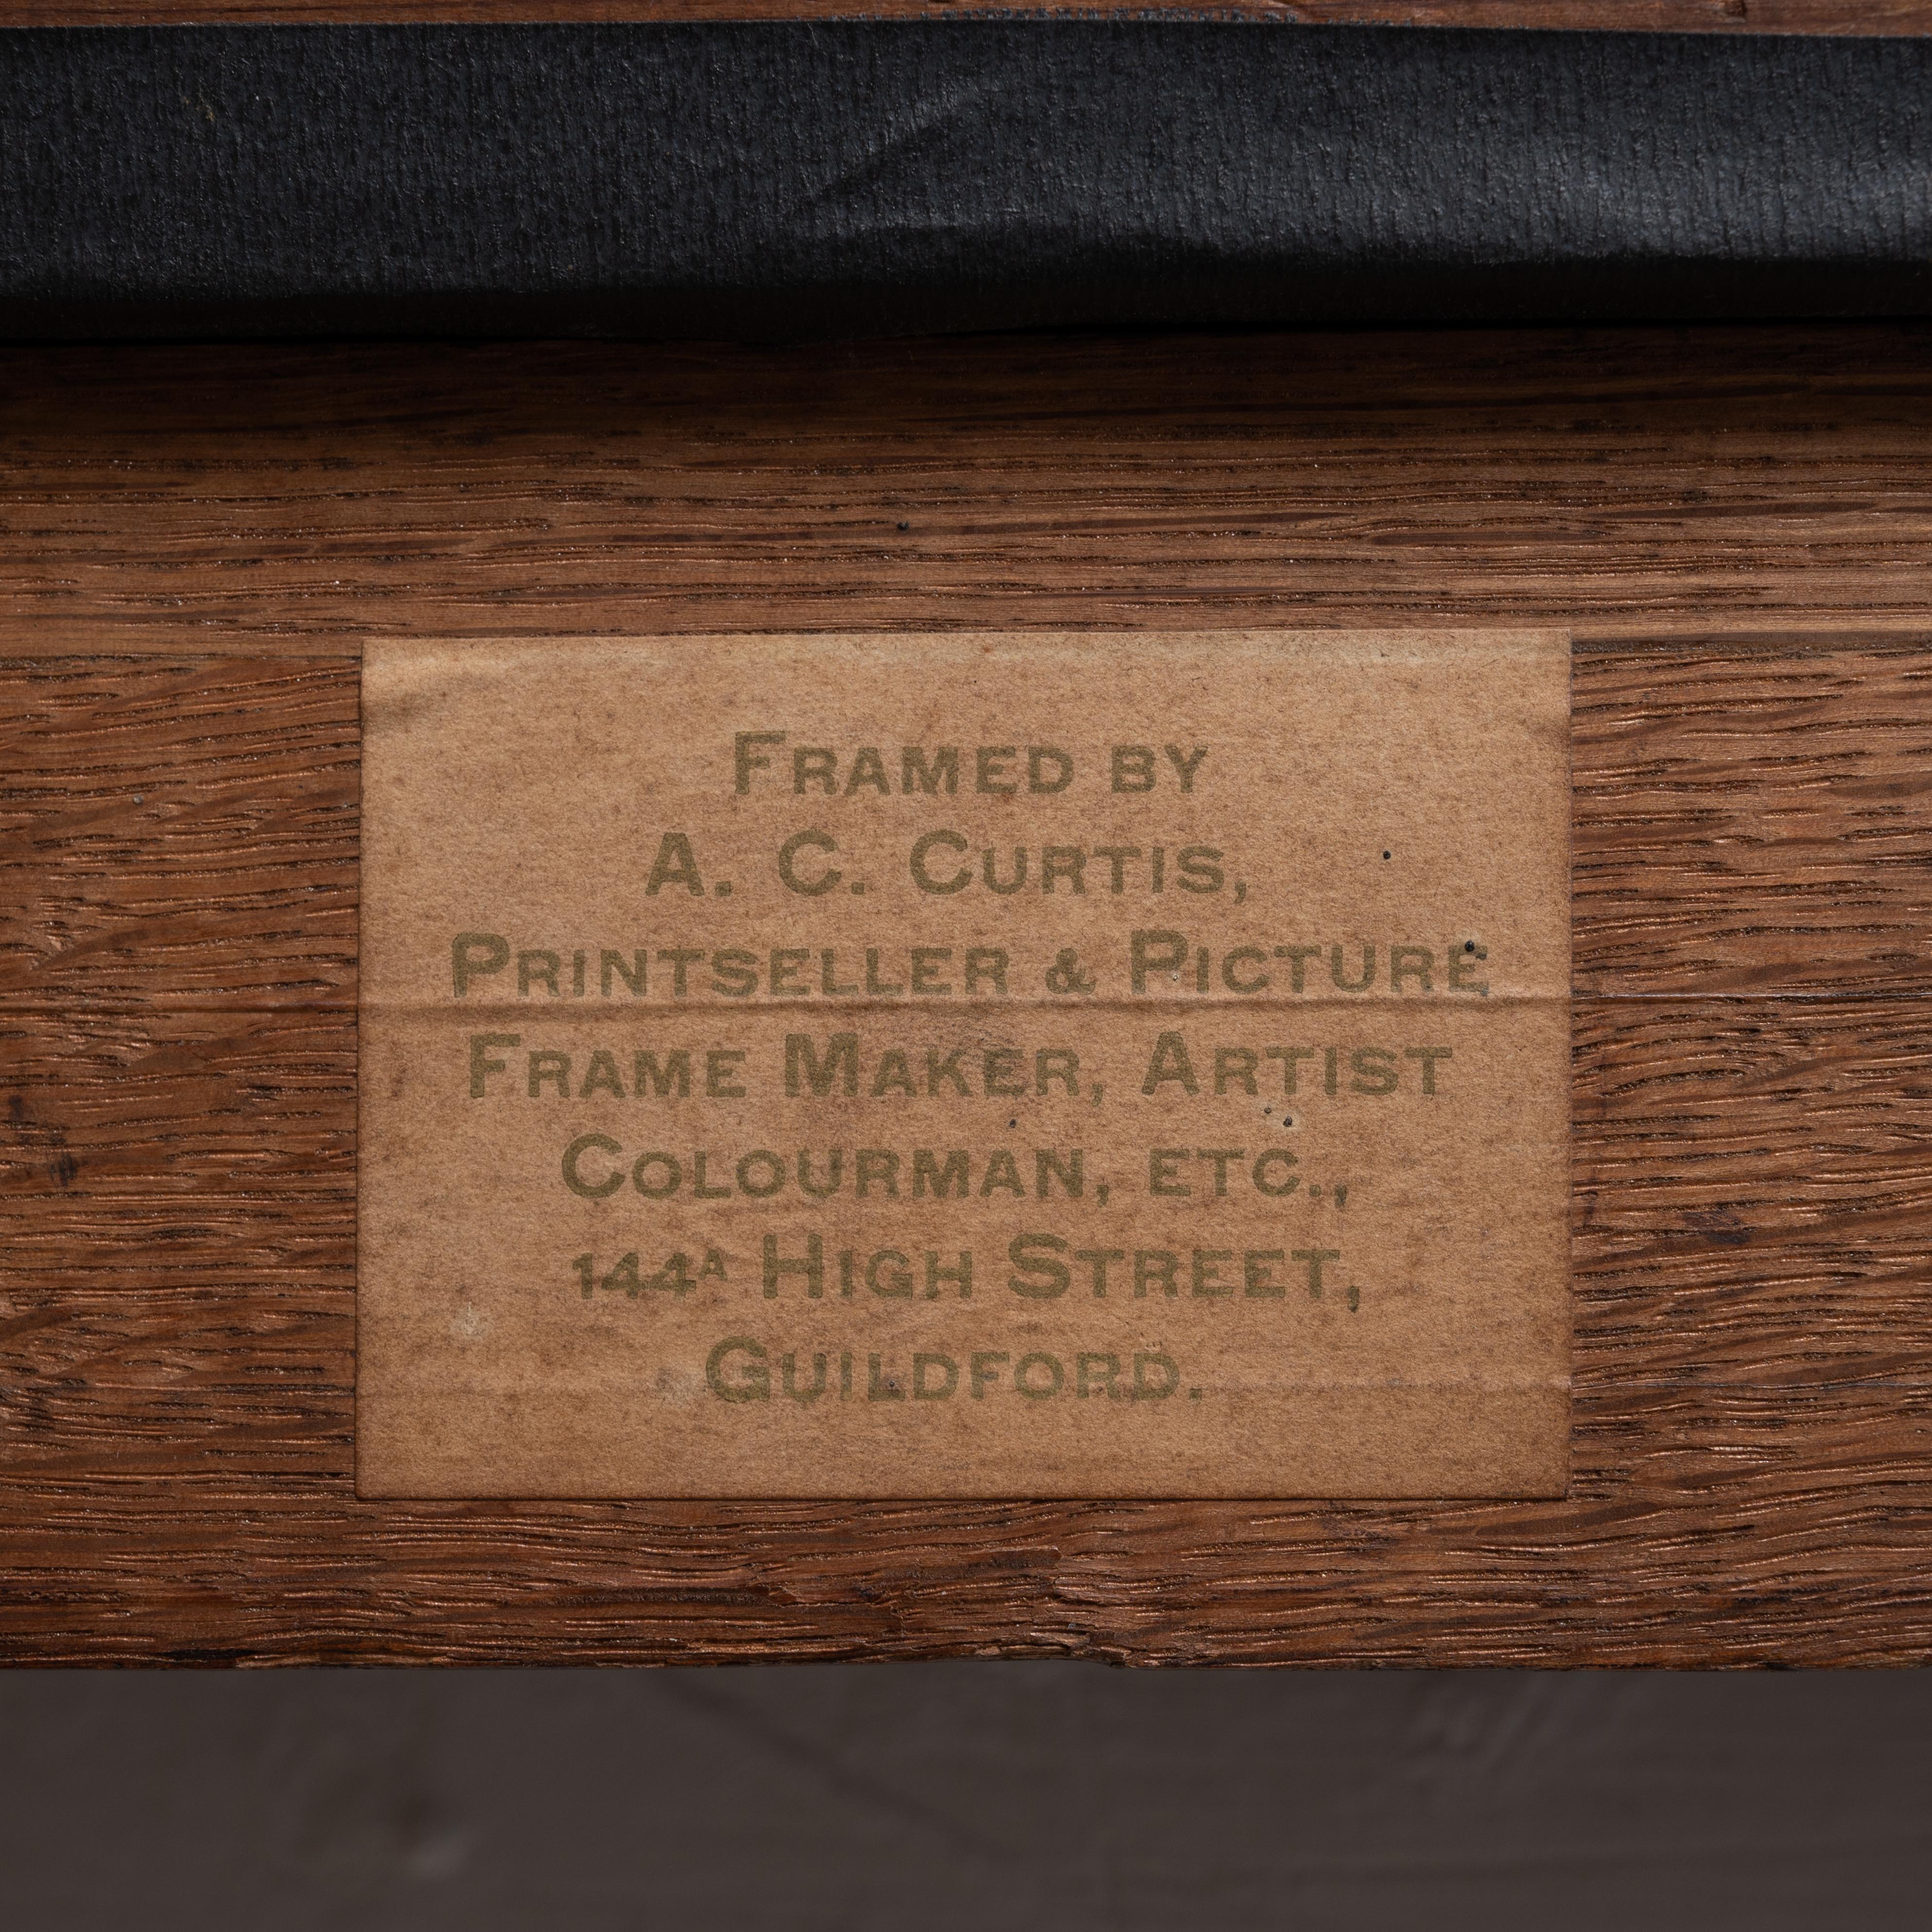 FRAMED BY
A. C. CURTIS,
PRINTSELLER & PICTURE
FRAME MAKER, ARTIST
COLOURMAN, ETC.,
144A HIGH STREET,
GUILDFORD.